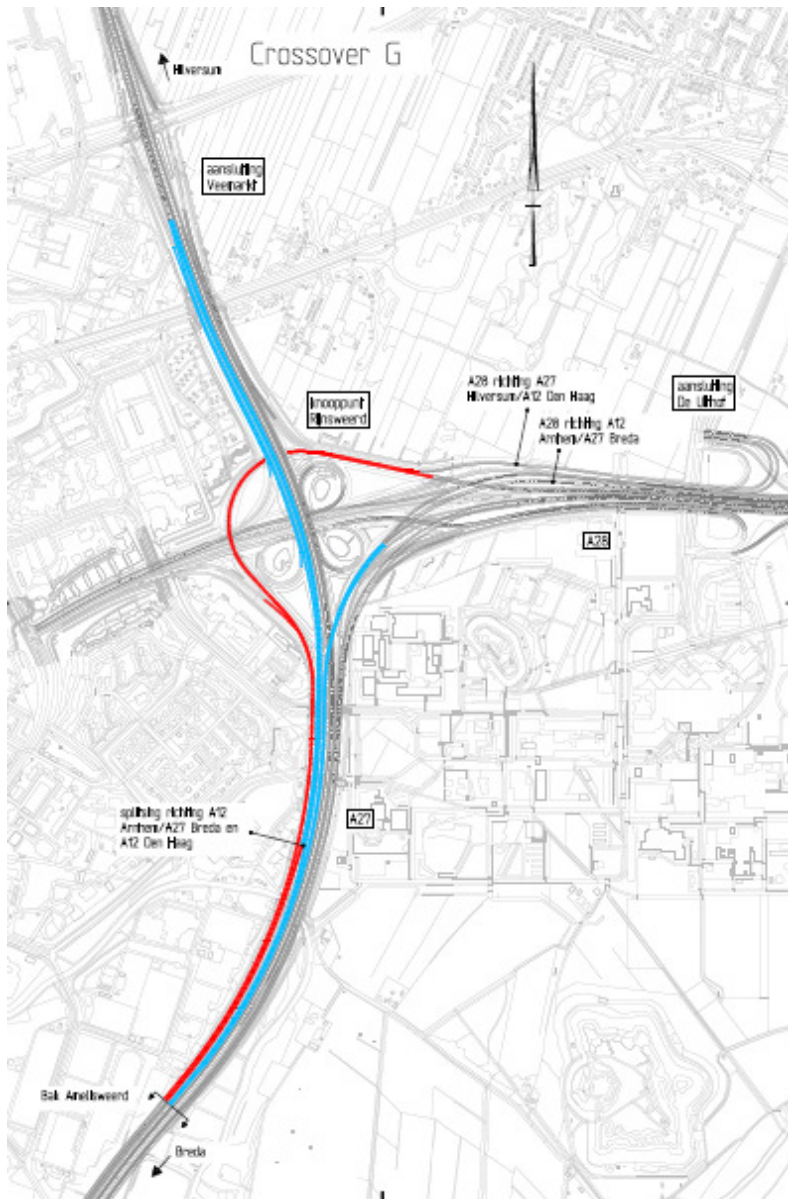 Crossover G
Hilversum
aansluiting
Veemarkt
A28 richting A27
Hilversum/A12 Den Haag
aansluiting
De Uithof
knooppunt
Rijnsweerd
A28 richting A12
Arnhem/A27 Breda
A28
splitsing richting A12
Arnhem/A27 Breda en
A12 Den Haag
A27
Bak Amelisweerd
Breda